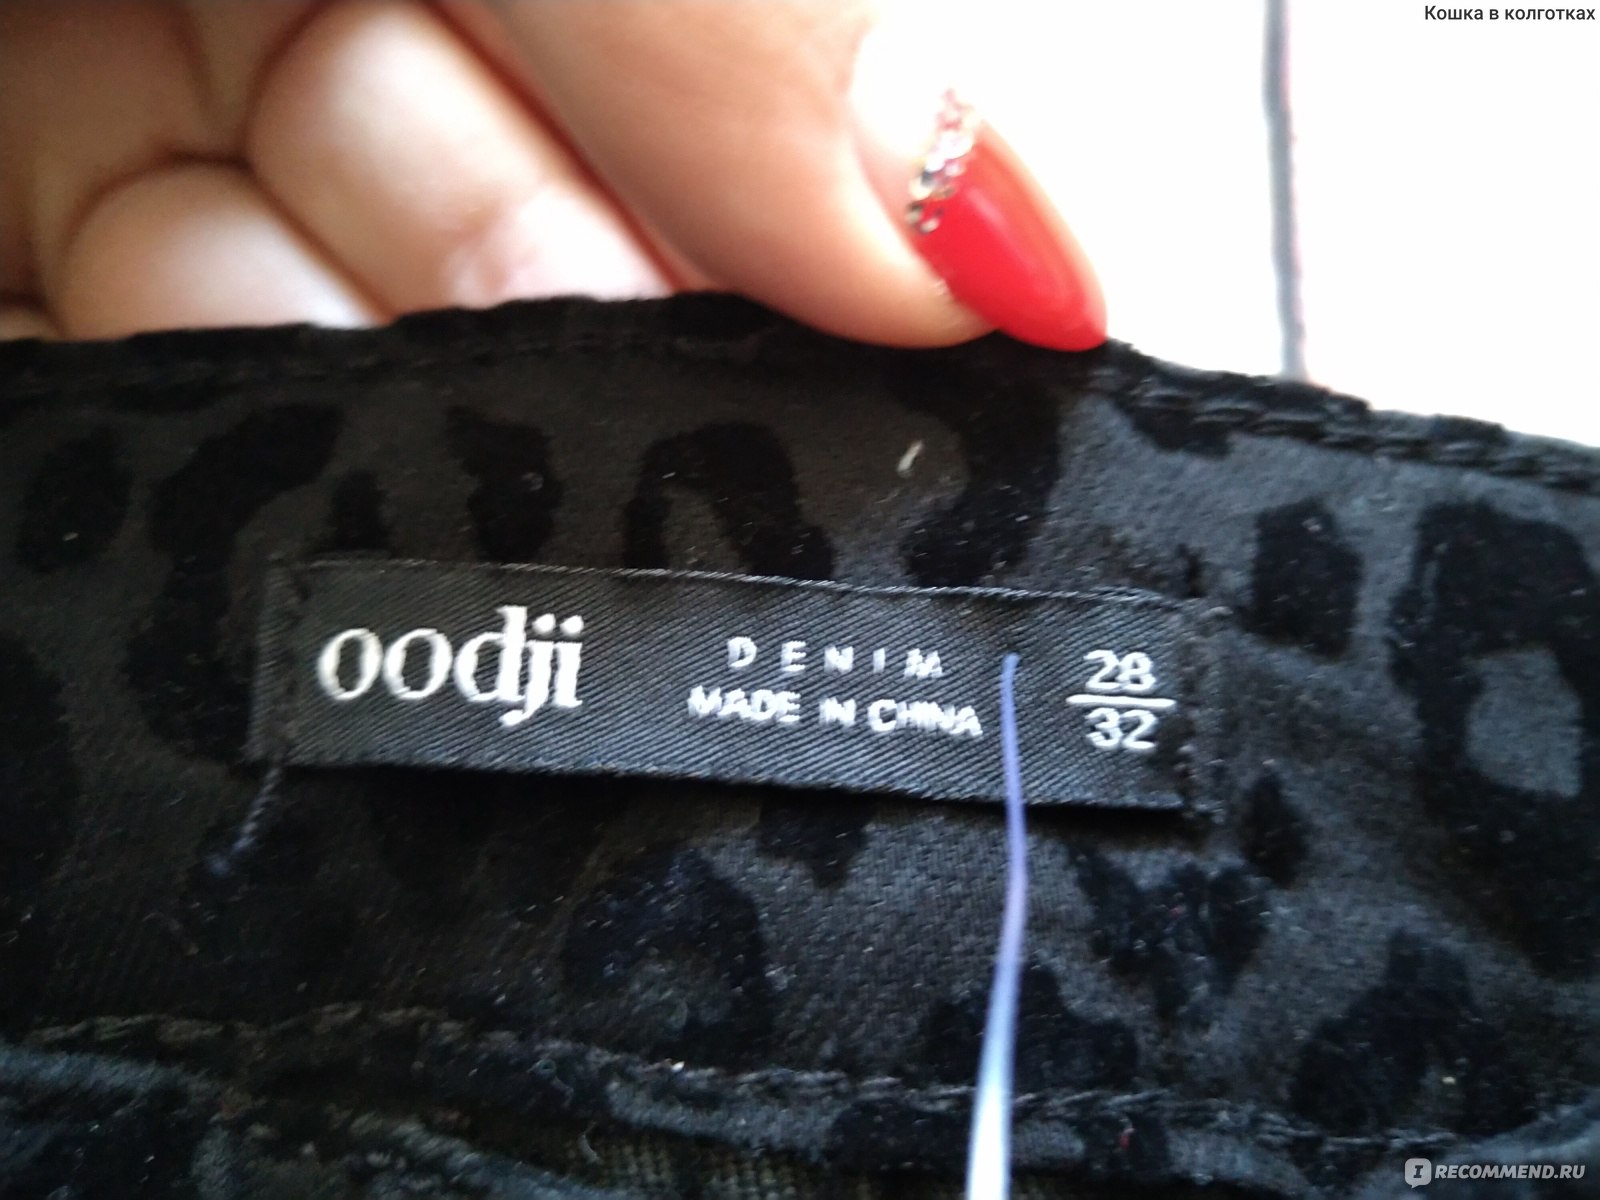 Кошка в колготках
oodji
DENIM
MADE IN CHINA
28
32
IRECOMMEND.RU